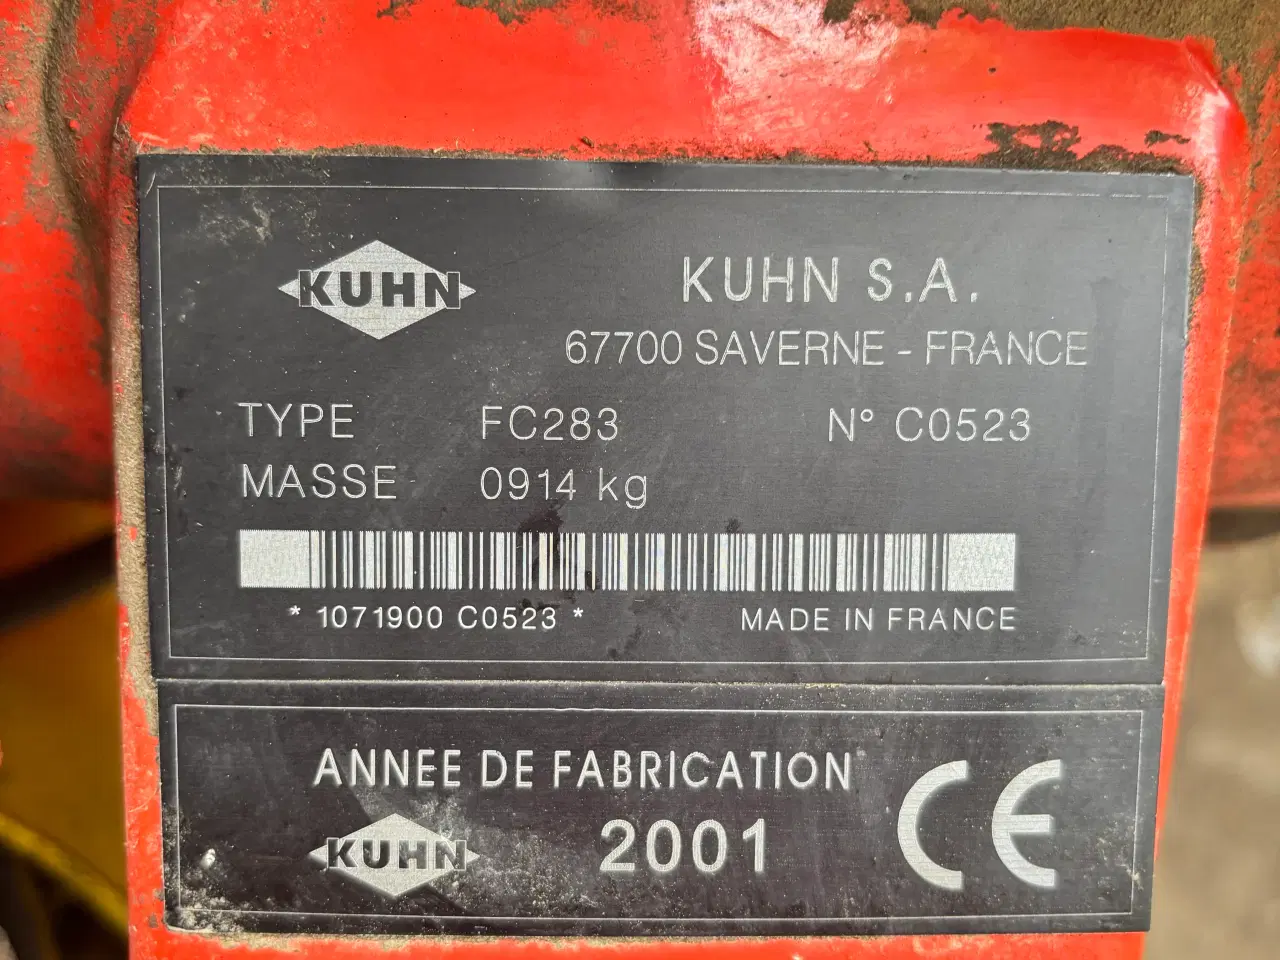 KUHN
KUHN S.A.
67700 SAVERNE - FRANCE
TYPE FC283 N° C0523
MASSE 0914 kg
* 1071900 C0523 * MADE IN FRANCE
ANNEE DE FABRICATION
KUHN 2001 CE